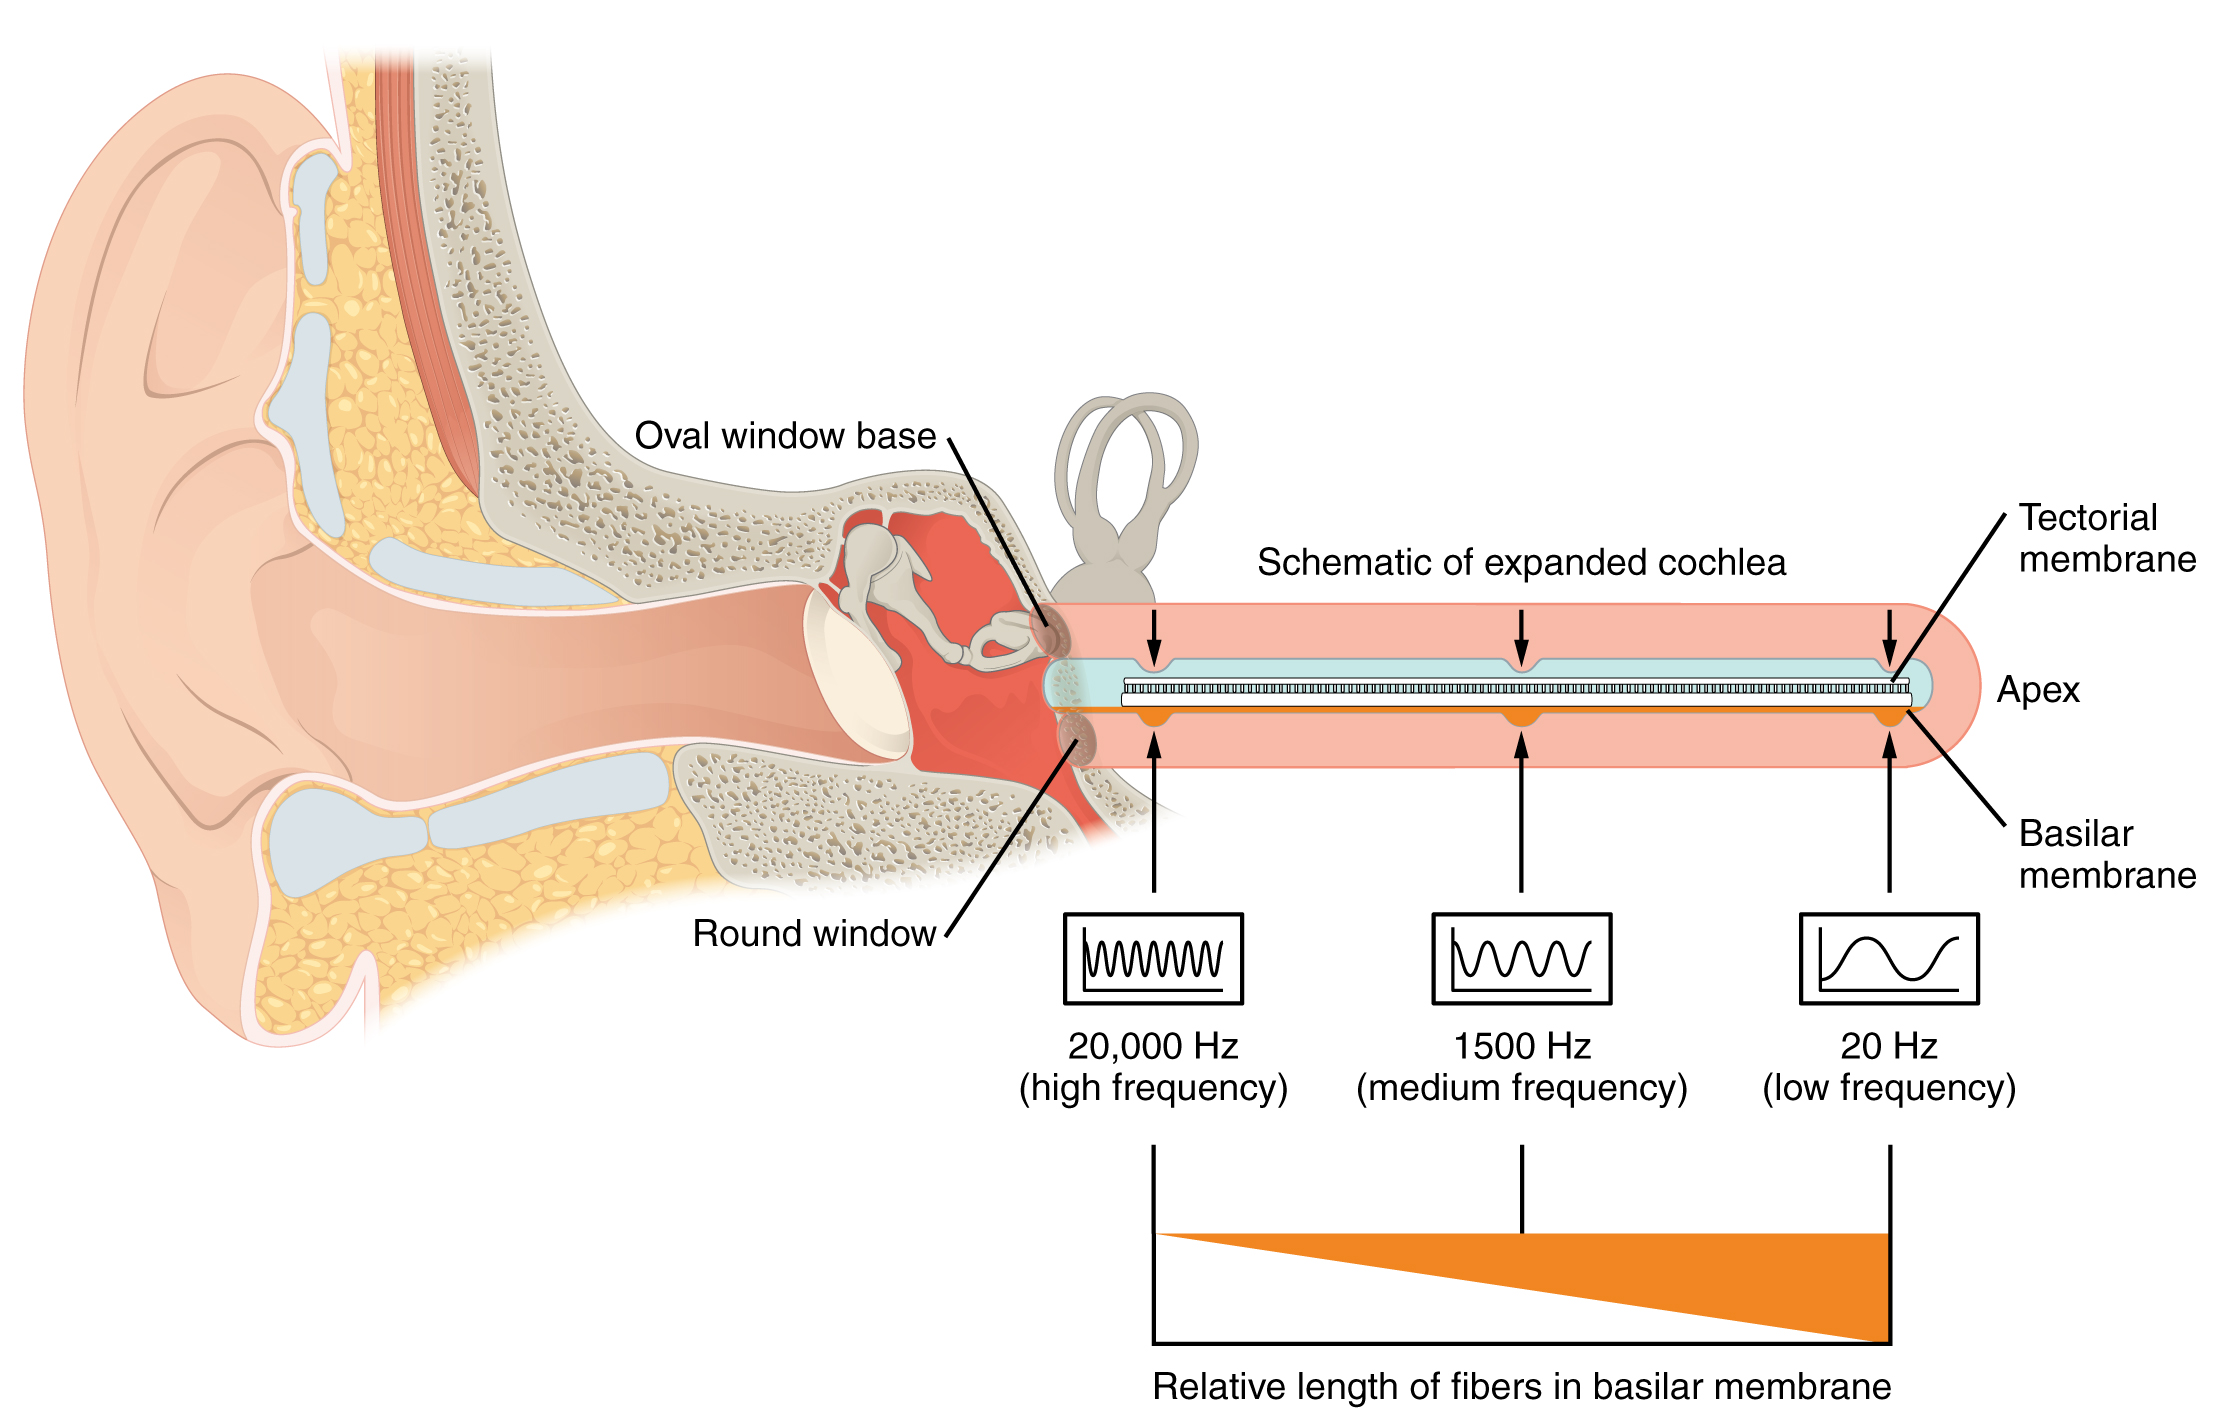 Oval window base
Schematic of expanded cochlea
Tectorial
membrane
Apex
Basilar
membrane
Round window
20,000 Hz
(high frequency)
1500 Hz
(medium frequency)
20 Hz
(low frequency)
Relative length of fibers in basilar membrane